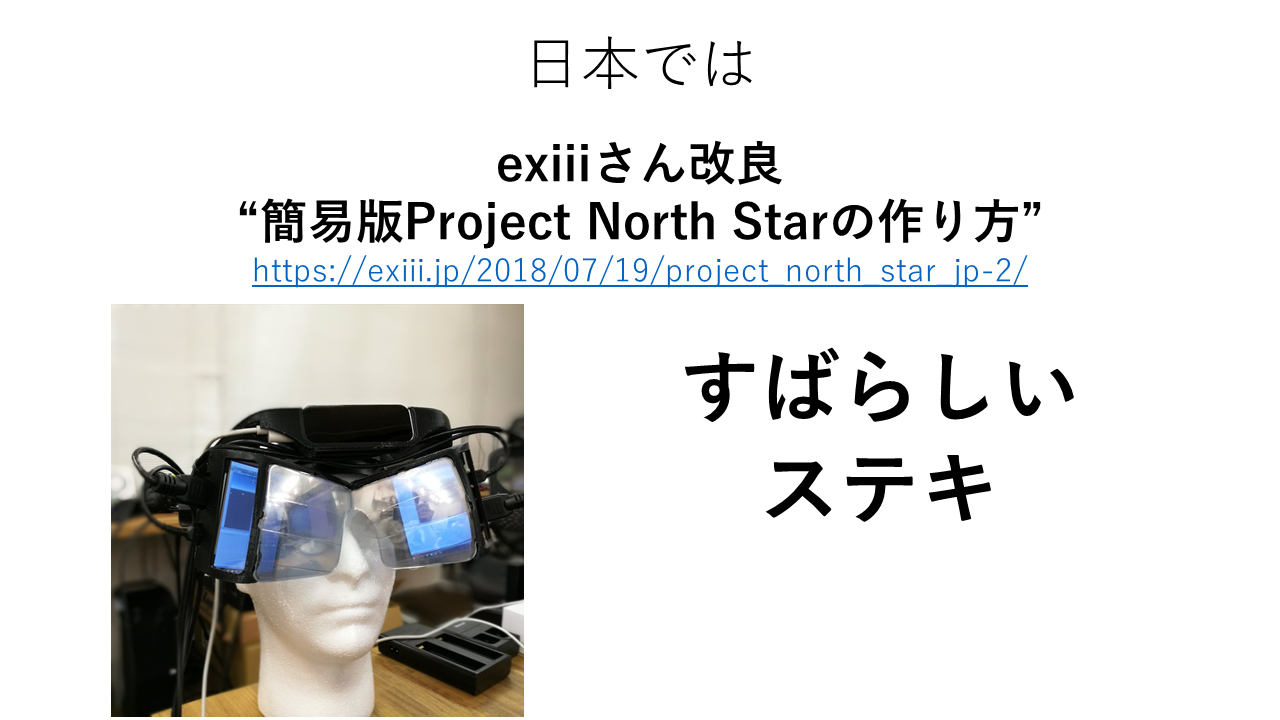 日本では
exiiiさん改良
“簡易版Project North Starの作り方”
https://exiii.jp/2018/07/19/project_north_star_jp-2/
すばらしい
ステキ